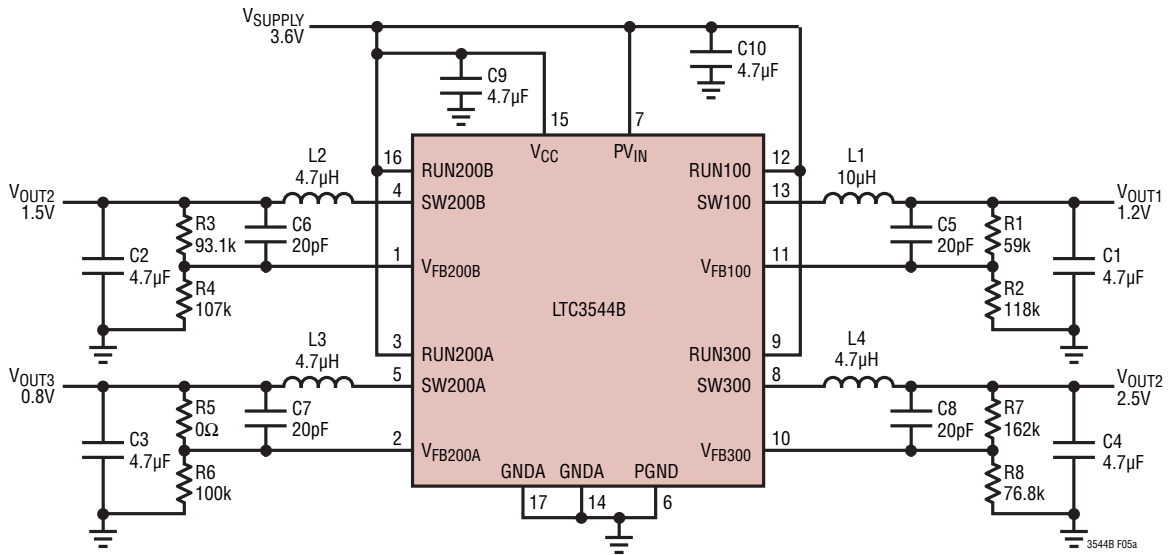 VSUPPLY
3.6V
C9
4.7µF
C10
4.7µF
15
7
VCC
PVIN
16
RUN200B
RUN100
12
L2
4.7µH
4
SW200B
SW100
13
L1
10µH
VOUT2
1.5V
R3
93.1k
C6
20pF
C2
4.7µF
R4
107k
1
VFB200B
VFB100
11
C5
20pF
R1
59k
VOUT1
1.2V
C1
4.7µF
R2
118k
LTC3544B
3
RUN200A
RUN300
9
L3
4.7µH
5
SW200A
SW300
8
L4
4.7µH
VOUT3
0.8V
R5
0Ω
C7
20pF
C3
4.7µF
R6
100k
2
VFB200A
VFB300
10
C8
20pF
R7
162k
VOUT2
2.5V
C4
4.7µF
R8
76.8k
GNDA
GNDA
PGND
17
14
6
3544B F05a